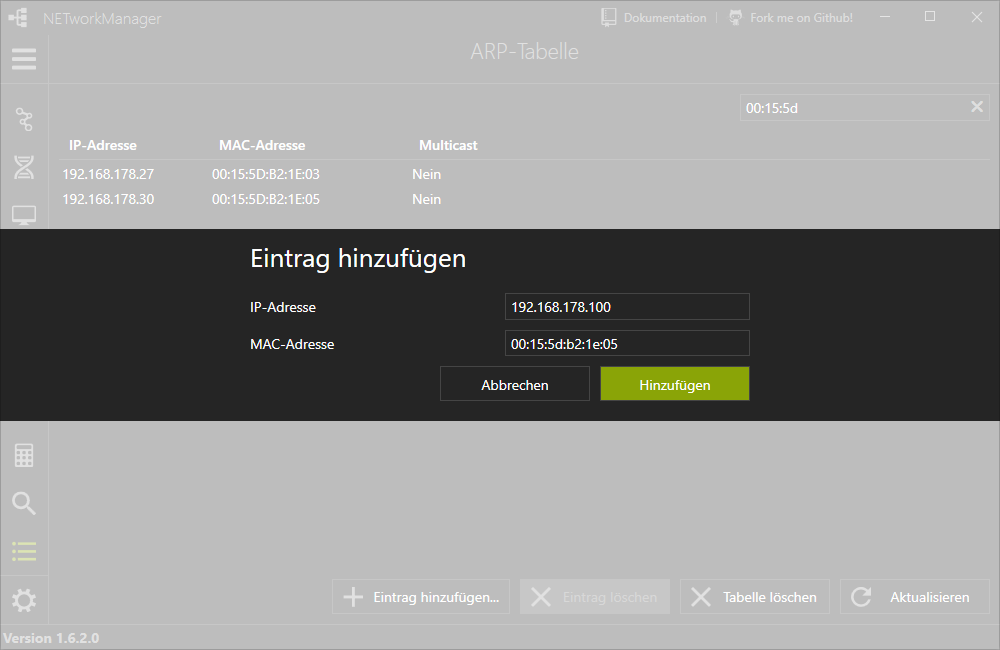 NETworkManager
Dokumentation
Fork me on Github!
ARP-Tabelle
00:15:5d
IP-Adresse MAC-Adresse Multicast
192.168.178.27 00:15:5D:B2:1E:03 Nein
192.168.178.30 00:15:5D:B2:1E:05 Nein
Eintrag hinzufügen
IP-Adresse 192.168.178.100
MAC-Adresse 00:15:5d:b2:1e:05
Abbrechen Hinzufügen
Eintrag hinzufügen... Eintrag löschen Tabelle löschen Aktualisieren
Version 1.6.2.0